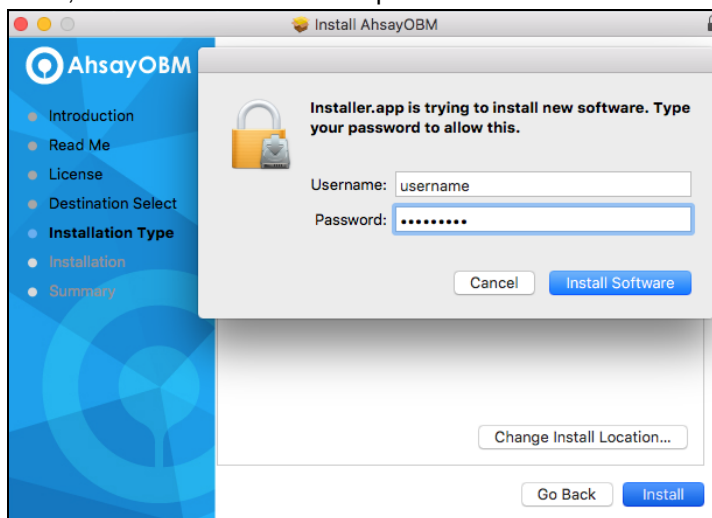 Install AhsayOBM
AhsayOBM
Introduction
Read Me
License
Destination Select
Installation Type
Installation
Summary
Installer.app is trying to install new software. Type
your password to allow this.
Username: username
Password: •••••••••
Cancel Install Software
Change Install Location...
Go Back Install